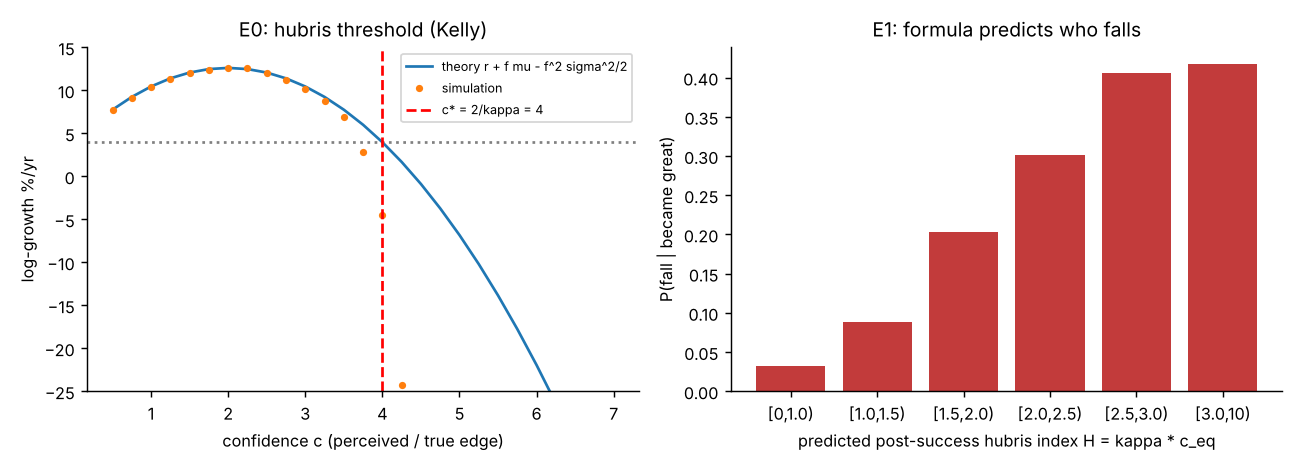 E0: hubris threshold (Kelly)
15
10
5
0
−5
−10
−15
−20
−25
log-growth %/yr
theory r + f mu - f^2 sigma^2/2
simulation
c* = 2/kappa = 4
1 2 3 4 5 6 7
confidence c (perceived / true edge)
E1: formula predicts who falls
0.40
0.35
0.30
0.25
0.20
0.15
0.10
0.05
0.00
P(fall | became great)
[0,1.0) [1.0,1.5) [1.5,2.0) [2.0,2.5) [2.5,3.0) [3.0,10)
predicted post-success hubris index H = kappa * c_eq